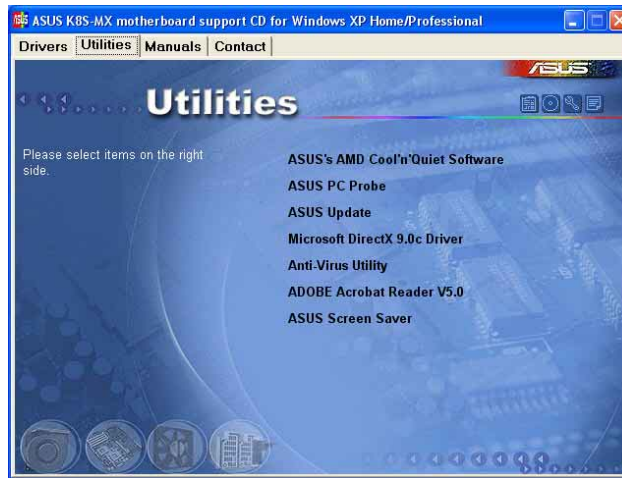 ASUS K8S-MX motherboard support CD for Windows XP Home/Professional
Drivers Utilities Manuals Contact
ASUS
Utilities
Please select items on the right
side.
ASUS's AMD Cool'n'Quiet Software
ASUS PC Probe
ASUS Update
Microsoft DirectX 9.0c Driver
Anti-Virus Utility
ADOBE Acrobat Reader V5.0
ASUS Screen Saver